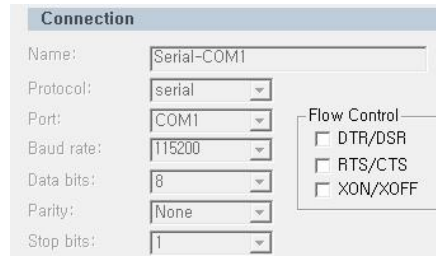 Connection
Name: Serial-COM1
Protocol: serial
Port: COM1
Baud rate: 115200
Data bits: 8
Parity: None
Stop bits: 1
Flow Control
DTR/DSR
RTS/CTS
XON/XOFF